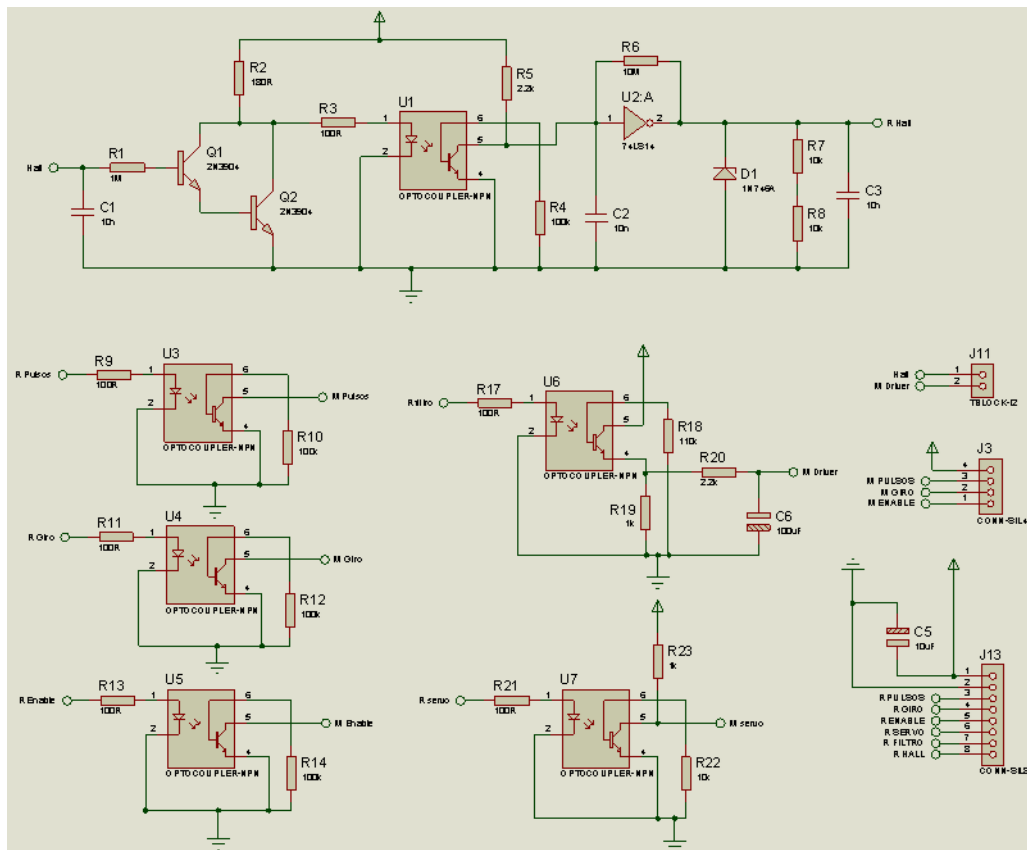 R2
180R
R5
2.2k
R6
10M
R3
100R
U1
1
2
6
5
4
OPTOCOUPLER-NPN
U2:A
1
2
74LS14
R Hall
Hall
R1
1M
Q1
2N3904
Q2
2N3904
C1
10n
R4
100k
C2
10n
D1
1N746A
R7
10k
R8
10k
C3
10n
R Pulsos
R9
100R
U3
1
2
6
5
4
OPTOCOUPLER-NPN
M Pulsos
R10
100k
R Giro
R11
100R
U4
1
2
6
5
4
OPTOCOUPLER-NPN
M Giro
R12
100k
R Enable
R13
100R
U5
1
2
6
5
4
OPTOCOUPLER-NPN
M Enable
R14
100k
R filtro
R17
100R
U6
1
2
6
5
4
OPTOCOUPLER-NPN
R18
110k
R20
2.2k
M Driver
R19
1k
C6
100uF
R23
1k
R servo
R21
100R
U7
1
2
6
5
4
OPTOCOUPLER-NPN
M servo
R22
10k
J11
Hall
1
M Driver
2
TBLOCK-I2
J3
4
M PULSOS
3
M GIRO
2
M ENABLE
1
CONN-SIL4
C5
10uF
J13
1
2
R PULSOS
3
R GIRO
4
R ENABLE
5
R SERVO
6
R FILTRO
7
R HALL
8
CONN-SIL8